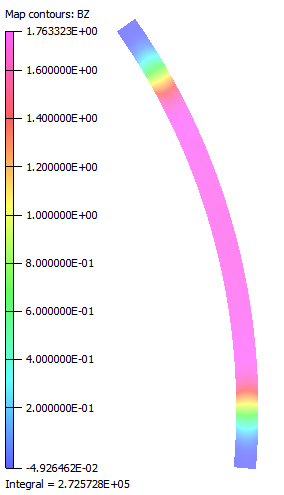 Map contours: BZ
1.763323E+00
1.600000E+00
1.400000E+00
1.200000E+00
1.000000E+00
8.000000E-01
6.000000E-01
4.000000E-01
2.000000E-01
-4.926462E-02
Integral = 2.725728E+05